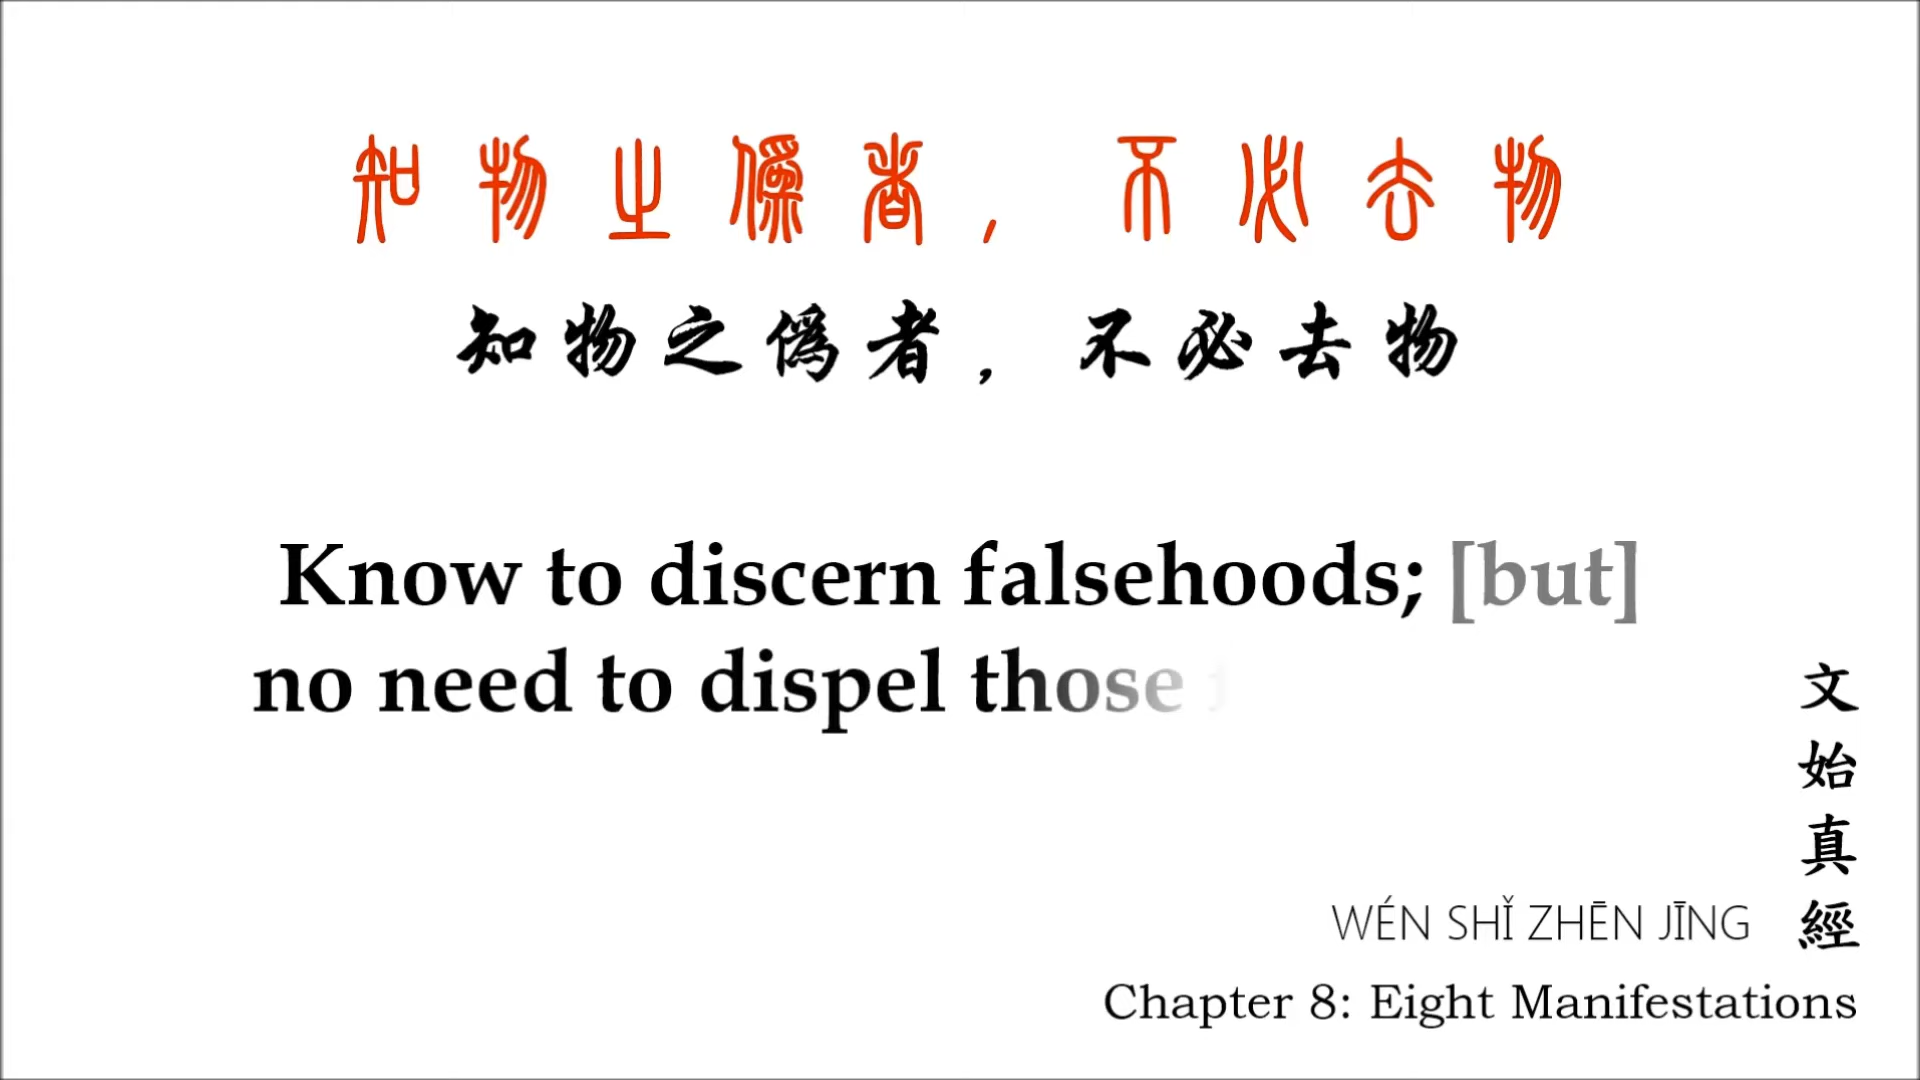 知物之僞者，不必去物
知物之僞者，不必去物
Know to discern falsehoods; [but]
no need to dispel those
文始真經
WÉN SHǏ ZHĒN JĪNG
Chapter 8: Eight Manifestations